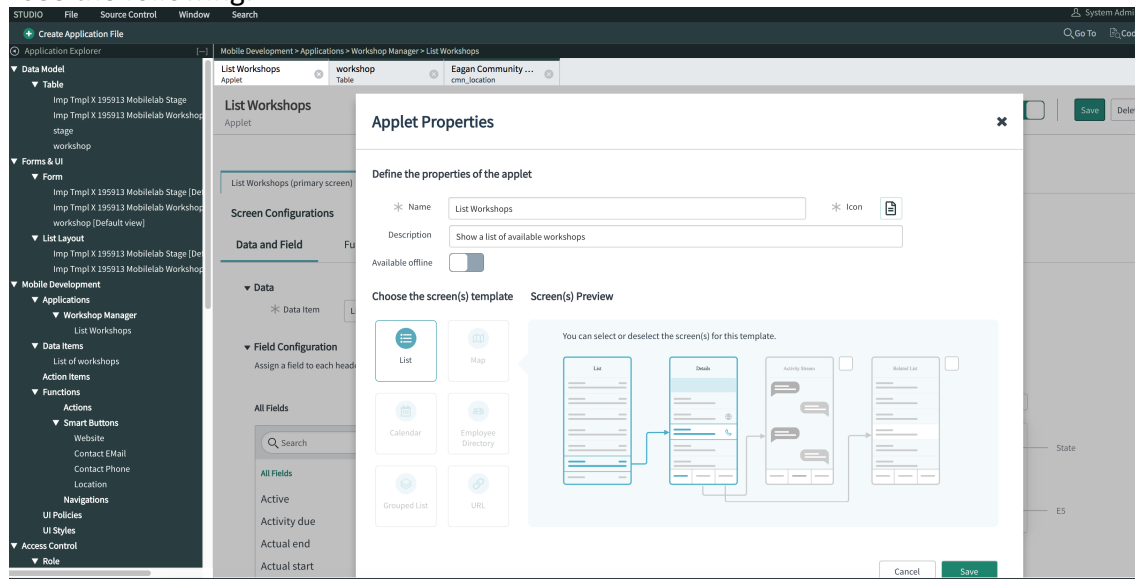 STUDIO File Source Control Window Search System Admi
Create Application File Go To Cod
Application Explorer [—] Mobile Development > Applications > Workshop Manager > List Workshops
Data Model
Table
Imp Tmpl X 195913 Mobilelab Stage
Imp Tmpl X 195913 Mobilelab Workshop
stage
workshop
Forms & UI
Form
Imp Tmpl X 195913 Mobilelab Stage [De
Imp Tmpl X 195913 Mobilelab Workshop
workshop [Default view]
List Layout
Imp Tmpl X 195913 Mobilelab Stage [De
Imp Tmpl X 195913 Mobilelab Workshop
Mobile Development
Applications
Workshop Manager
List Workshops
Data Items
List of workshops
Action Items
Functions
Actions
Smart Buttons
Website
Contact EMail
Contact Phone
Location
Navigations
UI Policies
UI Styles
Access Control
Role
List Workshops
Applet
workshop
Table
Eagan Community ...
cmn_location
List Workshops
Applet
Save Dele
List Workshops (primary screen)
Screen Configurations
Data and Field Fu
Data
Data Item L
Field Configuration
Assign a field to each head
All Fields
Search
All Fields
Active
Activity due
Actual end
Actual start
State
E5
Applet Properties
Define the properties of the applet
Name List Workshops Icon
Description Show a list of available workshops
Available offline
Choose the screen(s) template Screen(s) Preview
List
Map
Calendar
Employee Directory
Grouped List
URL
You can select or deselect the screen(s) for this template.
List Details Activity Stream Related List
Cancel Save